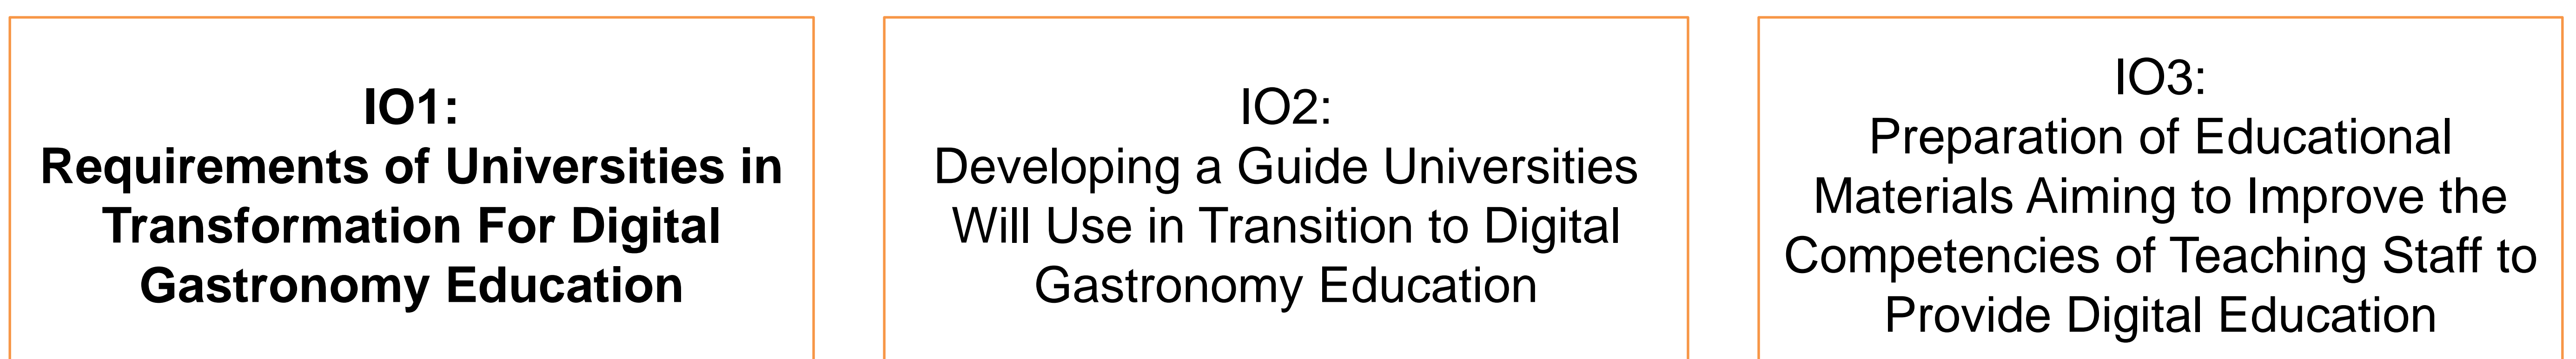 IO1:
Requirements of Universities in
Transformation For Digital
Gastronomy Education
IO2:
Developing a Guide Universities
Will Use in Transition to Digital
Gastronomy Education
IO3:
Preparation of Educational
Materials Aiming to Improve the
Competencies of Teaching Staff to
Provide Digital Education